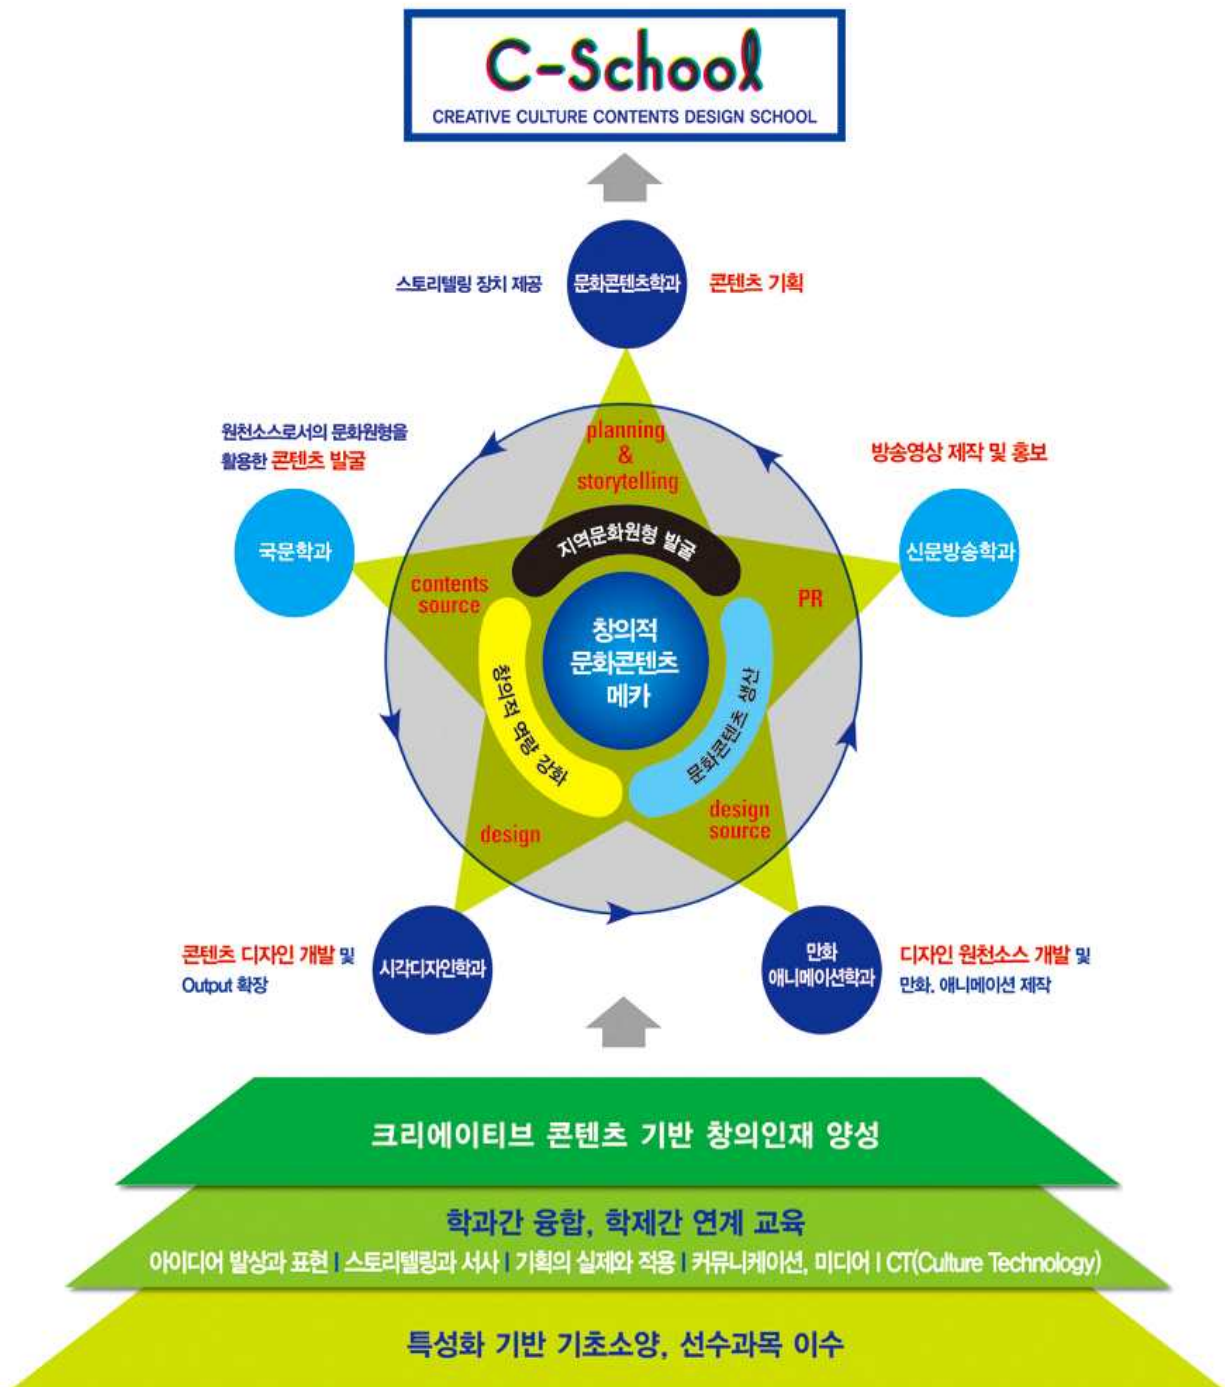 C-School
CREATIVE CULTURE CONTENTS DESIGN SCHOOL
스토리텔링 장치 제공
문화콘텐츠학과
콘텐츠 기획
원천소스로서의 문화원형을
활용한 콘텐츠 발굴
국문학과
방송영상 제작 및 홍보
신문방송학과
planning
&
storytelling
지역문화원형 발굴
contents
source
PR
창의적
문화콘텐츠
메카
창의적 역량 강화
문화콘텐츠 생산
design
design
source
콘텐츠 디자인 개발 및
Output 확장
시각디자인학과
만화
애니메이션학과
디자인 원천소스 개발 및
만화, 애니메이션 제작
크리에이티브 콘텐츠 기반 창의인재 양성
학과간 융합, 학제간 연계 교육
아이디어 발상과 표현 | 스토리텔링과 서사 | 기획의 실제와 적용 | 커뮤니케이션, 미디어 | CT(Culture Technology)
특성화 기반 기초소양, 선수과목 이수